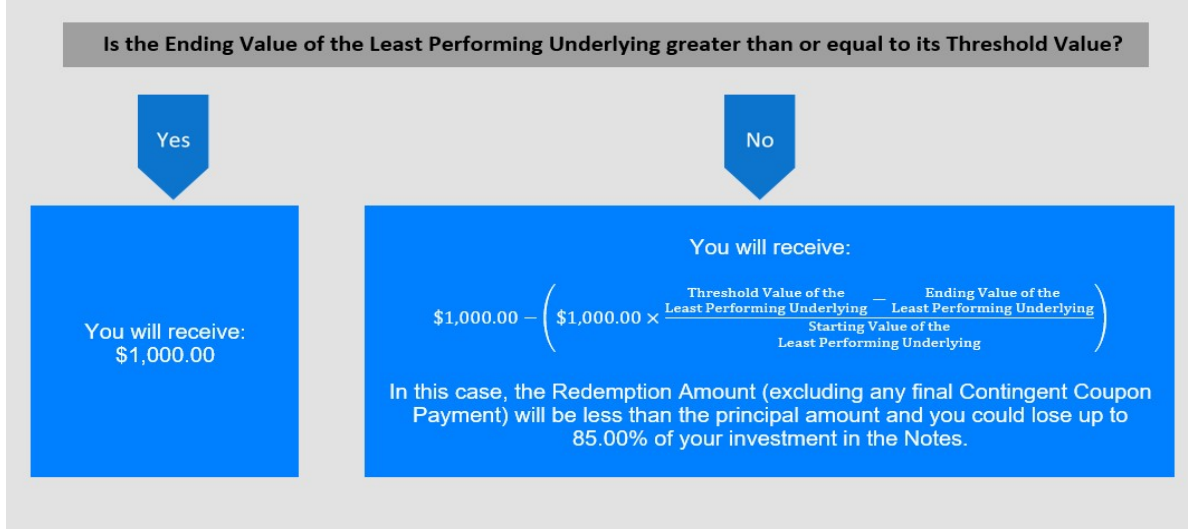 Is the Ending Value of the Least Performing Underlying greater than or equal to its Threshold Value?
Yes
No
You will receive:
$1,000.00
You will receive:
$1,000.00 − ( $1,000.00 ×
Threshold Value of the
Least Performing Underlying
−
Ending Value of the
Least Performing Underlying
Starting Value of the
Least Performing Underlying
)
In this case, the Redemption Amount (excluding any final Contingent Coupon
Payment) will be less than the principal amount and you could lose up to
85.00% of your investment in the Notes.